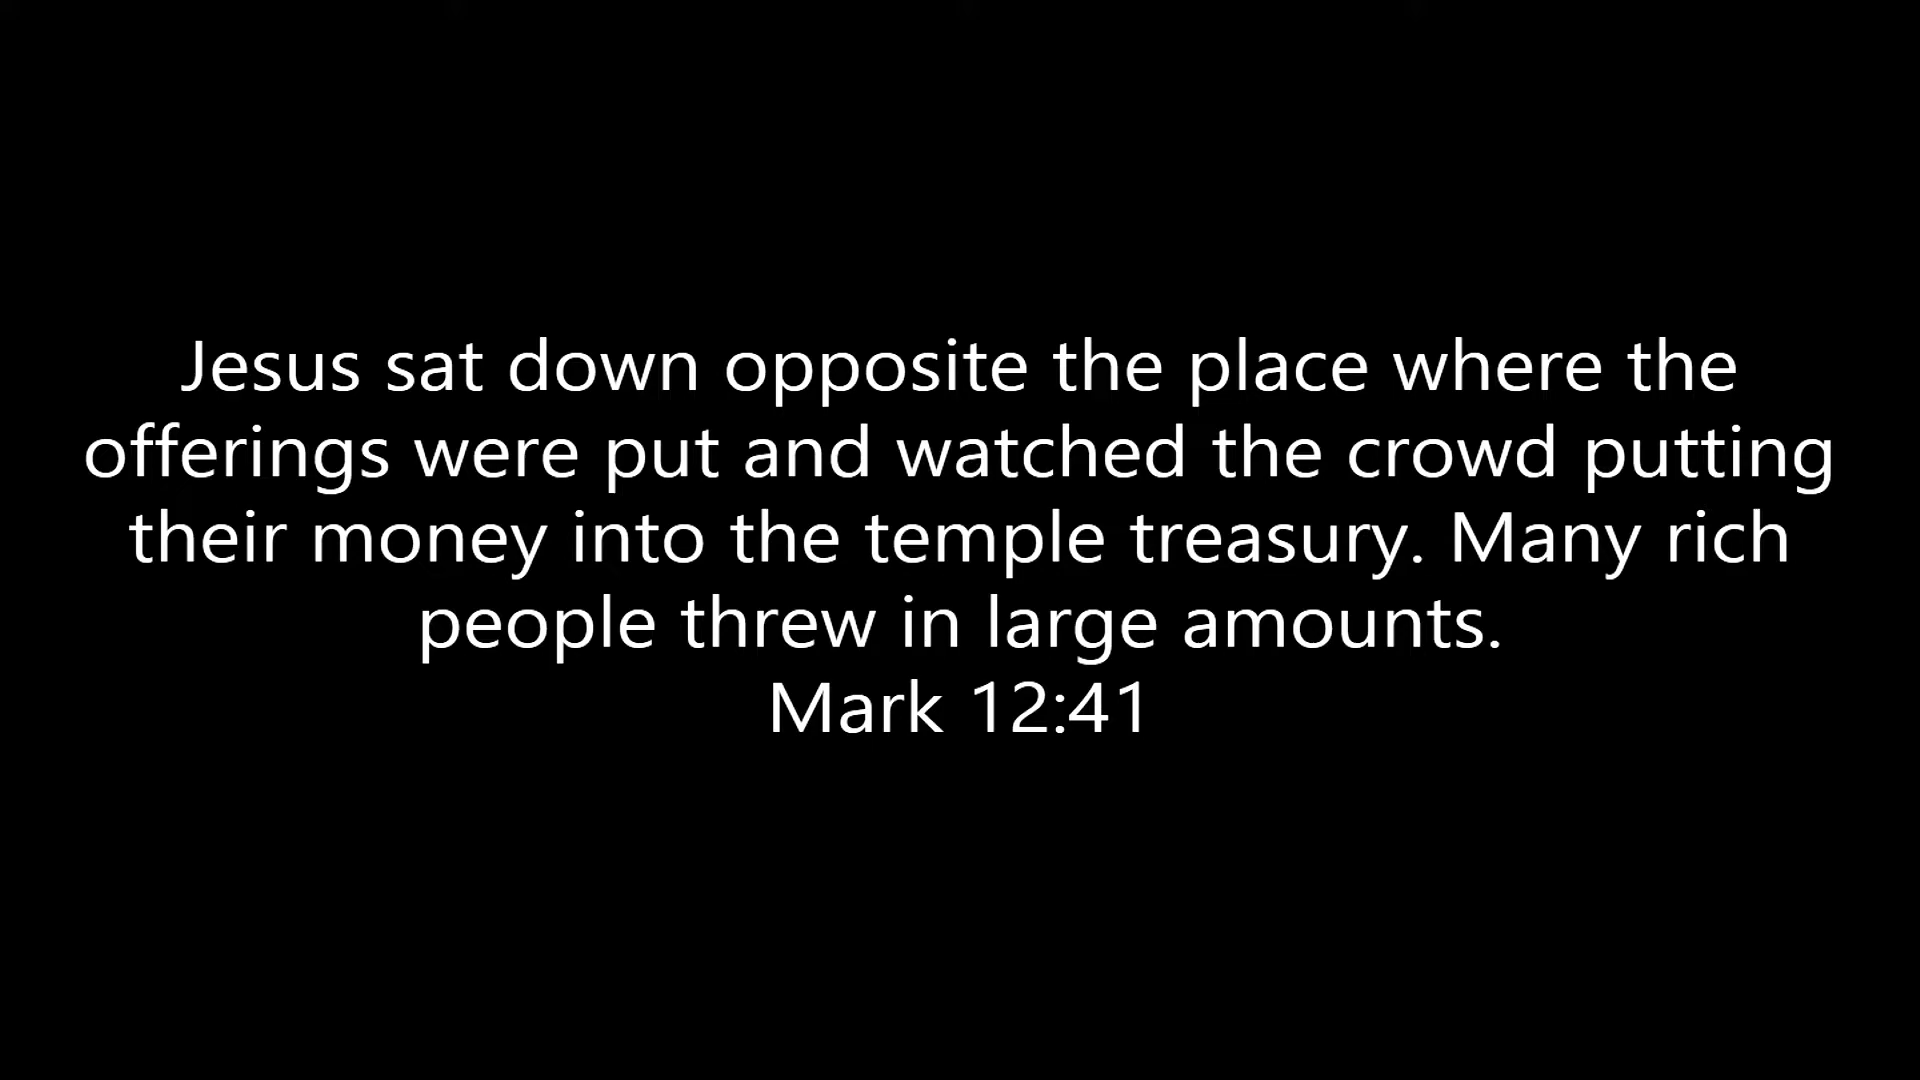 Jesus sat down opposite the place where the
offerings were put and watched the crowd putting
their money into the temple treasury. Many rich
people threw in large amounts.
Mark 12:41